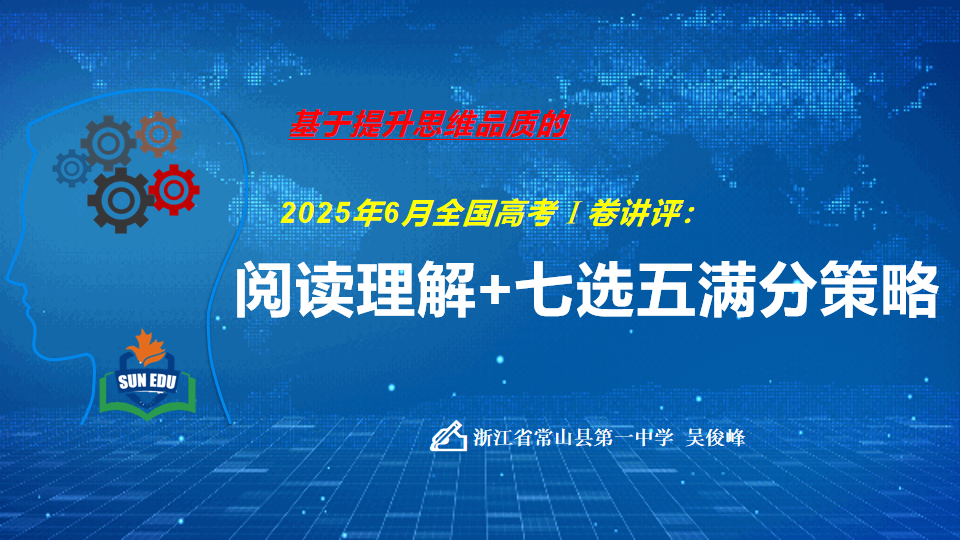 基于提升思维品质的
2025年6月全国高考Ⅰ卷讲评：
阅读理解+七选五满分策略
SUN EDU
浙江省常山县第一中学 吴俊峰